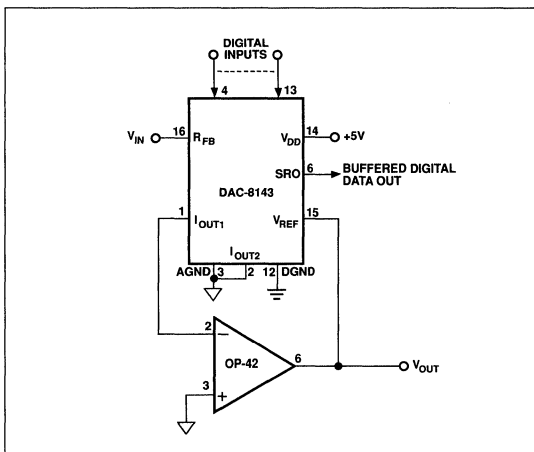 DIGITAL
INPUTS
4
13
VIN
16
RFB
VDD
14
+5V
SRO
6
BUFFERED DIGITAL
DATA OUT
DAC-8143
1
IOUT1
VREF
15
IOUT2
AGND
3
2
12
DGND
2
−
OP-42
6
VOUT
3
+